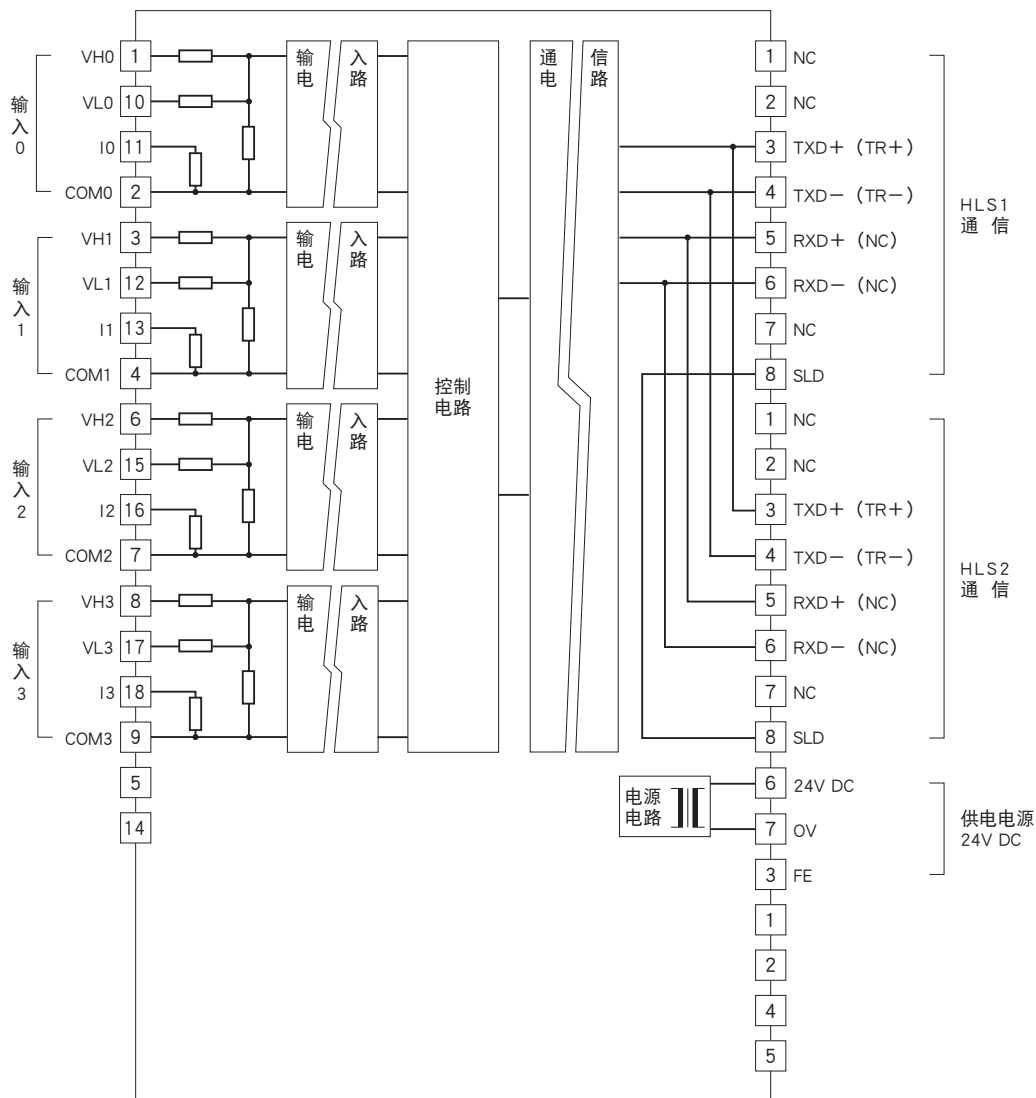 输入0
VH0 1
VL0 10
I0 11
COM0 2
输入1
VH1 3
VL1 12
I1 13
COM1 4
输入2
VH2 6
VL2 15
I2 16
COM2 7
输入3
VH3 8
VL3 17
I3 18
COM3 9
5
14
输入
电路
输入
电路
输入
电路
输入
电路
控制
电路
通信
电路
1 NC
2 NC
3 TXD+ (TR+)
4 TXD− (TR−)
5 RXD+ (NC)
6 RXD− (NC)
7 NC
8 SLD
HLS1
通 信
1 NC
2 NC
3 TXD+ (TR+)
4 TXD− (TR−)
5 RXD+ (NC)
6 RXD− (NC)
7 NC
8 SLD
HLS2
通 信
电源
电路
6 24V DC
7 0V
3 FE
供电电源
24V DC
1
2
4
5